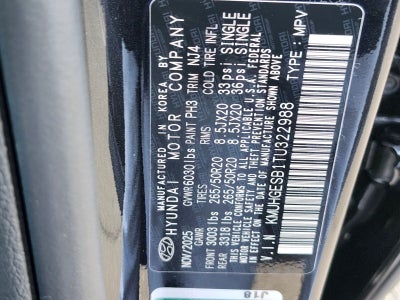 MADE IN KOREA BY
HYUNDAI MOTOR COMPANY
NOV/2025 GVWR 6030 lbs PAINT PH3 TRIM NJ4
GAWR TIRES RIMS COLD TIRE INFL
FRONT 3003 lbs 265/50R20 8.5JX20 33psi SINGLE
REAR 3318 lbs 265/50R20 8.5JX20 36psi SINGLE
THIS VEHICLE CONFORMS TO ALL APPLICABLE U.S.A. FEDERAL
MOTOR VEHICLE SAFETY AND THEFT PREVENTION STANDARDS
IN EFFECT ON THE DATE OF MANUFACTURE SHOWN ABOVE
V.I.N KMUHGESB1TU322988 TYPE : MPV
J18